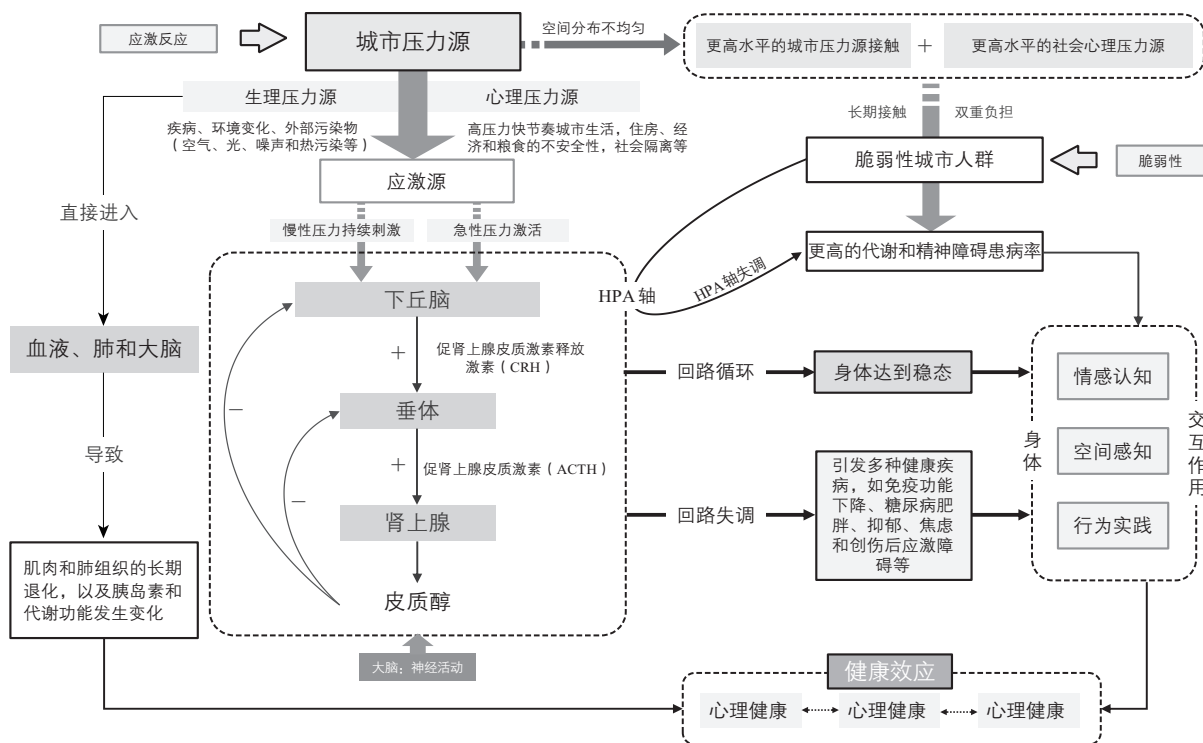 应激反应
城市压力源
空间分布不均匀
更高水平的城市压力源接触
+
更高水平的社会心理压力源
生理压力源
心理压力源
疾病、环境变化、外部污染物
（空气、光、噪声和热污染等）
高压力快节奏城市生活，住房、经
济和粮食的不安全性，社会隔离等
长期接触
双重负担
应激源
脆弱性城市人群
脆弱性
直接进入
慢性压力持续刺激
急性压力激活
更高的代谢和精神障碍患病率
HPA 轴
HPA 轴失调
下丘脑
血液、肺和大脑
+
促肾上腺皮质激素释放
激素（CRH）
回路循环
身体达到稳态
情感认知
−
垂体
导致
+
促肾上腺皮质激素（ACTH）
−
身体
空间感知
交互作用
引发多种健康疾
病，如免疫功能
下降、糖尿病肥
胖、抑郁、焦虑
和创伤后应激障
碍等
肾上腺
回路失调
行为实践
肌肉和肺组织的长期
退化，以及胰岛素和
代谢功能发生变化
皮质醇
大脑：神经活动
健康效应
心理健康
心理健康
心理健康